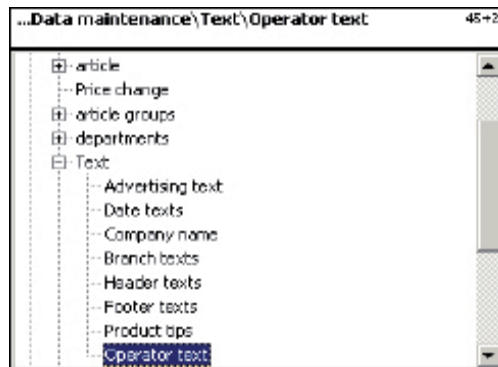 ...Data maintenance\Text\Operator text 45+2
article
Price change
article groups
departments
Text
Advertising text
Date texts
Company name
Branch texts
Header texts
Footer texts
Product tips
Operator text